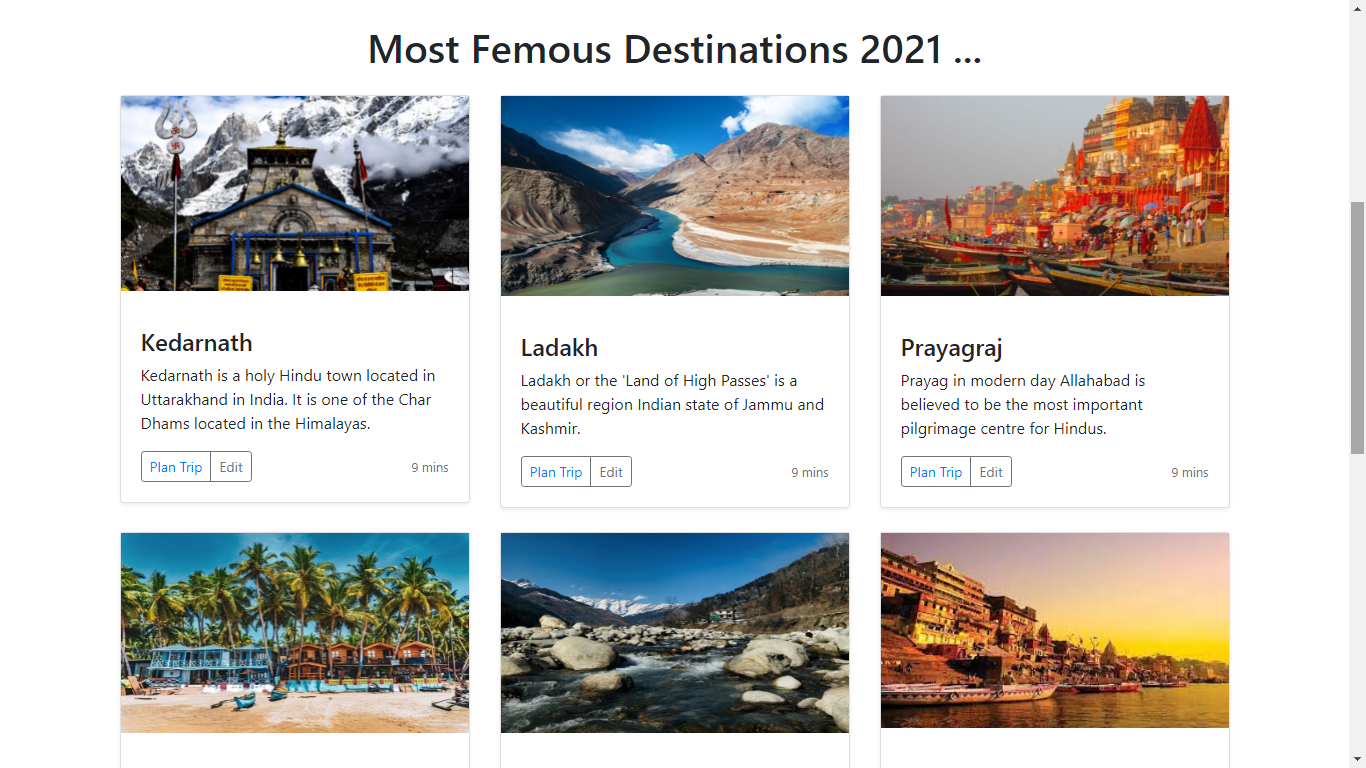 Most Femous Destinations 2021 ...
Kedarnath
Kedarnath is a holy Hindu town located in
Uttarakhand in India. It is one of the Char
Dhams located in the Himalayas.
Plan Trip Edit 9 mins
Ladakh
Ladakh or the 'Land of High Passes' is a
beautiful region Indian state of Jammu and
Kashmir.
Plan Trip Edit 9 mins
Prayagraj
Prayag in modern day Allahabad is
believed to be the most important
pilgrimage centre for Hindus.
Plan Trip Edit 9 mins